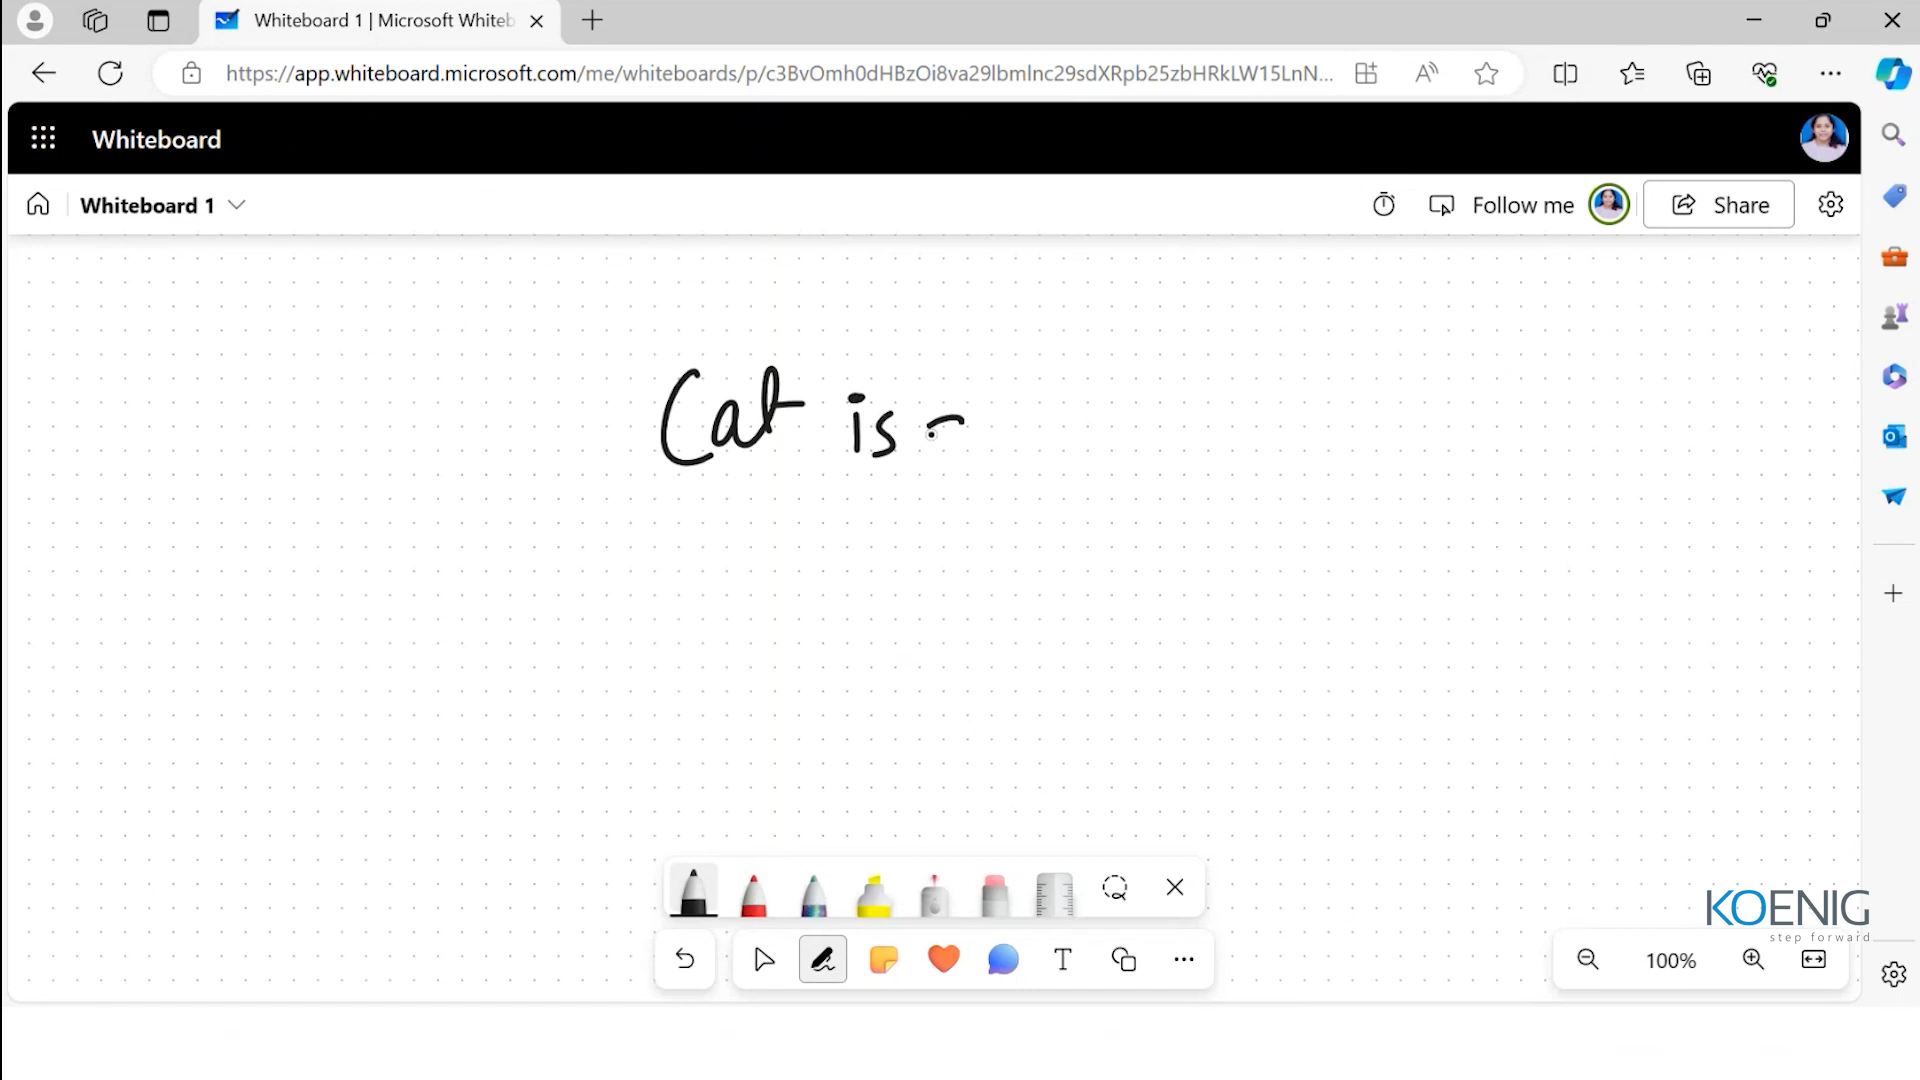 Whiteboard 1 | Microsoft Whiteb
https://app.whiteboard.microsoft.com/me/whiteboards/p/c3BvOmh0dHBzOi8va29lbmlnc29sdXRpb25zbHRkLW15LnN...
Whiteboard
Whiteboard 1
Follow me
Share
Cat is
KOENIG
step forward
T
100%